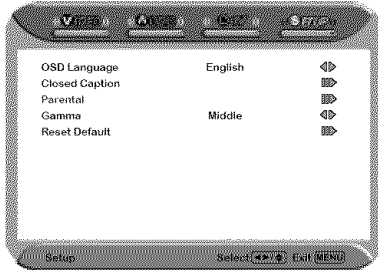 OSD Language English
Closed Caption
Parental
Gamma Middle
Reset Default
Setup Select Exit MENU